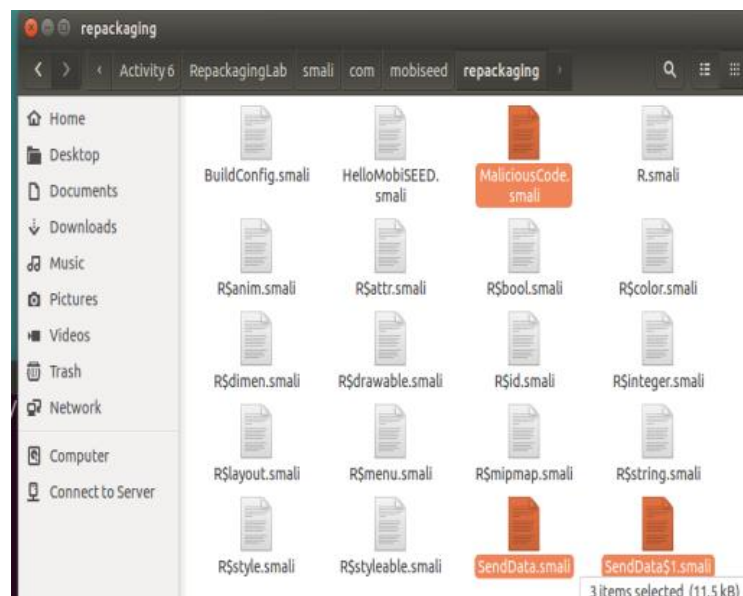 repackaging
Activity 6 RepackagingLab smali com mobiseed repackaging
Home
Desktop
Documents
Downloads
Music
Pictures
Videos
Trash
Network
Computer
Connect to Server
BuildConfig.smali
HelloMobiSEED.
smali
MaliciousCode.
smali
R.smali
R$anim.smali
R$attr.smali
R$bool.smali
R$color.smali
R$dimen.smali
R$drawable.smali
R$id.smali
R$integer.smali
R$layout.smali
R$menu.smali
R$mipmap.smali
R$string.smali
R$style.smali
R$styleable.smali
SendData.smali
SendData$1.smali
3 items selected (11.5 kB)